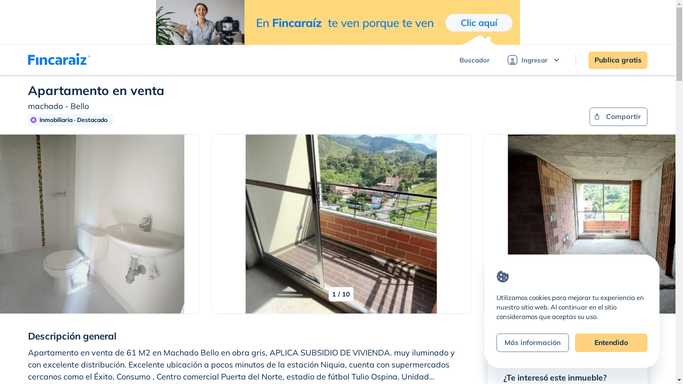 En Fincaraíz te ven porque te ven
Clic aquí
Fincaraíz
Buscador
Ingresar
Publica gratis
Apartamento en venta
machado - Bello
Inmobiliaria · Destacado
Compartir
1 / 10
Utilizamos cookies para mejorar tu experiencia en
nuestro sitio web. Al continuar en el sitio
consideramos que aceptas su uso.
Más información
Entendido
Descripción general
Apartamento en venta de 61 M2 en Machado Bello en obra gris, APLICA SUBSIDIO DE VIVIENDA. muy iluminado y
con excelente distribución. Excelente ubicación a pocos minutos de la estación Niquia, cuenta con supermercados
cercanos como el Éxito, Consumo , Centro comercial Puerta del Norte, estadio de fútbol Tulio Ospina, Unidad...
¿Te interesó este inmueble?